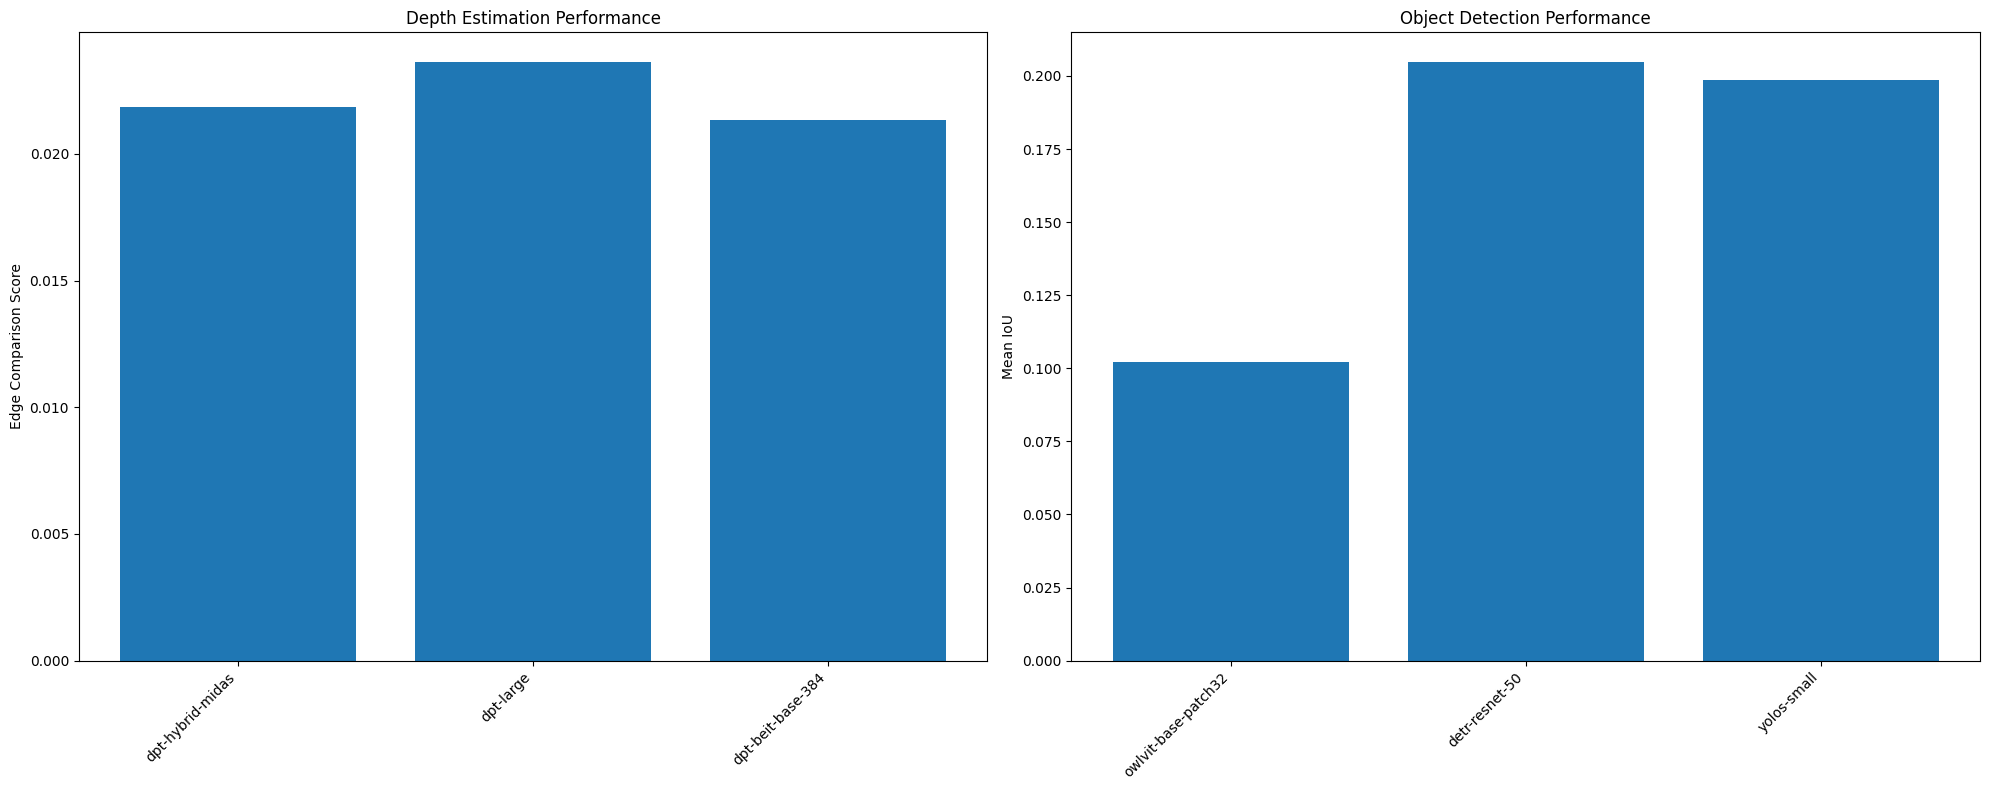 Depth Estimation Performance
Edge Comparison Score
0.020
0.015
0.010
0.005
0.000
dpt-hybrid-midas
dpt-large
dpt-beit-base-384
Object Detection Performance
Mean IoU
0.200
0.175
0.150
0.125
0.100
0.075
0.050
0.025
0.000
owlvit-base-patch32
detr-resnet-50
yolos-small